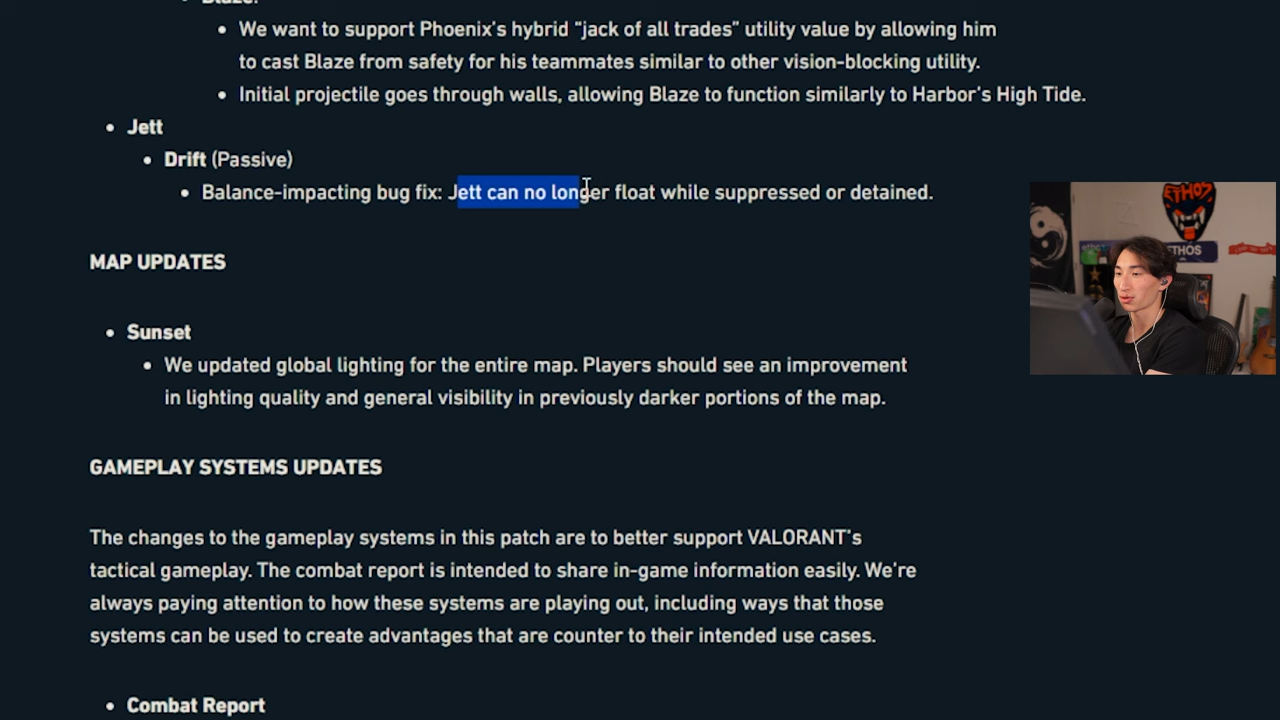 Blaze:
We want to support Phoenix's hybrid “jack of all trades” utility value by allowing him
to cast Blaze from safety for his teammates similar to other vision-blocking utility.
Initial projectile goes through walls, allowing Blaze to function similarly to Harbor's High Tide.
Jett
Drift (Passive)
Balance-impacting bug fix: Jett can no longer float while suppressed or detained.
MAP UPDATES
Sunset
We updated global lighting for the entire map. Players should see an improvement
in lighting quality and general visibility in previously darker portions of the map.
GAMEPLAY SYSTEMS UPDATES
The changes to the gameplay systems in this patch are to better support VALORANT's
tactical gameplay. The combat report is intended to share in-game information easily. We're
always paying attention to how these systems are playing out, including ways that those
systems can be used to create advantages that are counter to their intended use cases.
Combat Report
ETHOS
ETHOS